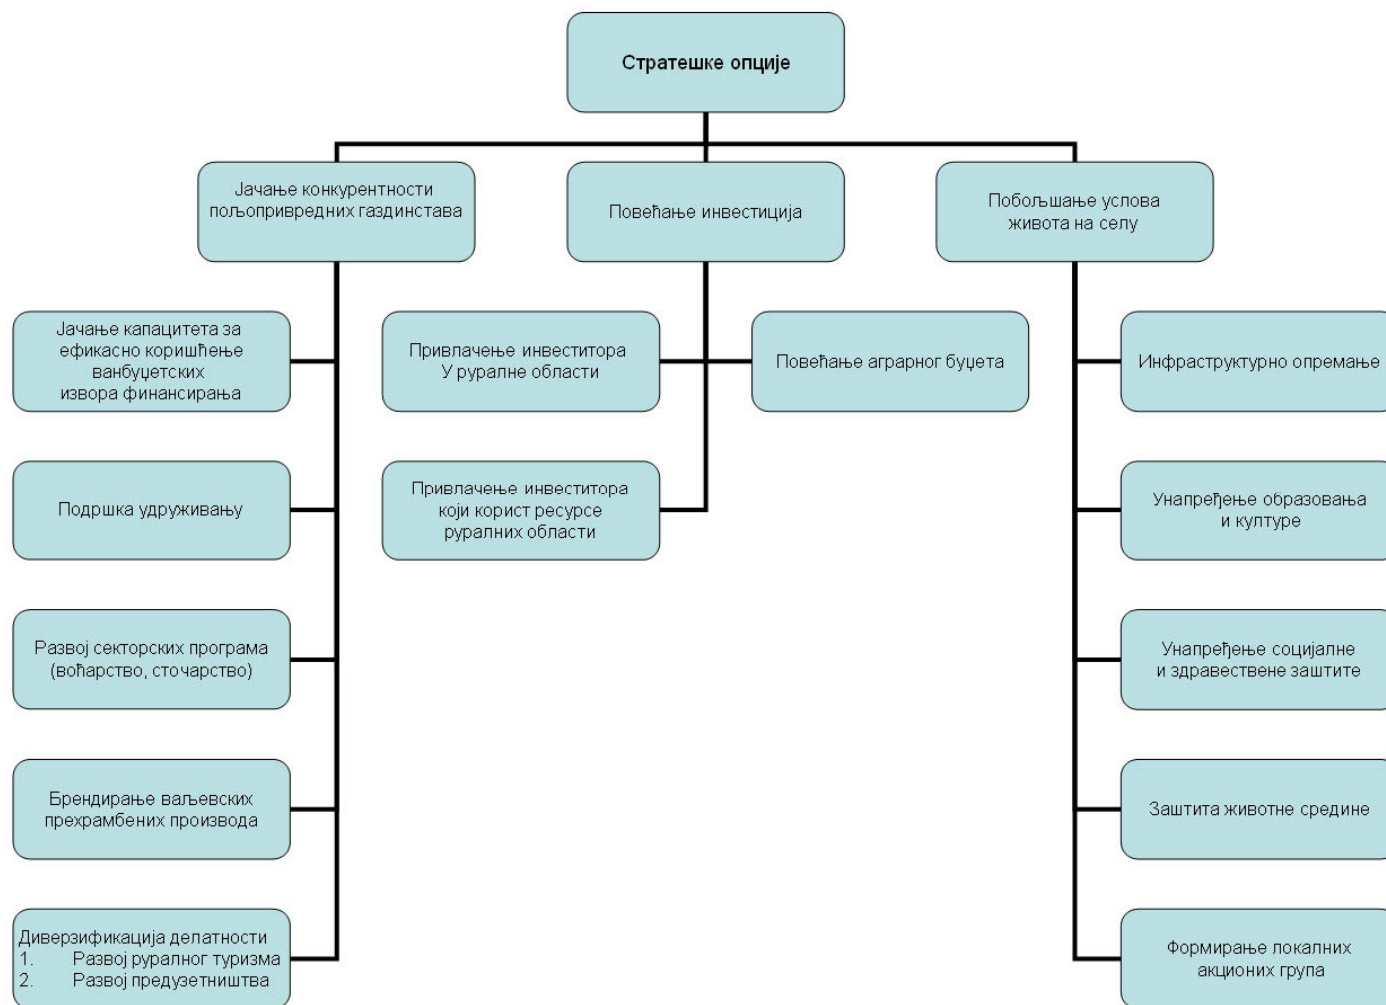 Стратешке опције
Јачање конкурентности
пољопривредних газдинстава
Повећање инвестиција
Побољшање услова
живота на селу
Јачање капацитета за
ефикасно коришћење
ванбуџетских
извора финансирања
Привлачење инвеститора
У руралне области
Повећање аграрног буџета
Инфраструктурно опремање
Подршка удруживању
Привлачење инвеститора
који корист ресурсе
руралних области
Унапређење образовања
и културе
Развој секторских програма
(воћарство, сточарство)
Унапређење социјалне
и здравествене заштите
Брендирање ваљевских
прехрамбених производа
Заштита животне средине
Диверзификација делатности
1. Развој руралног туризма
2. Развој предузетништва
Формирање локалних
акционих група